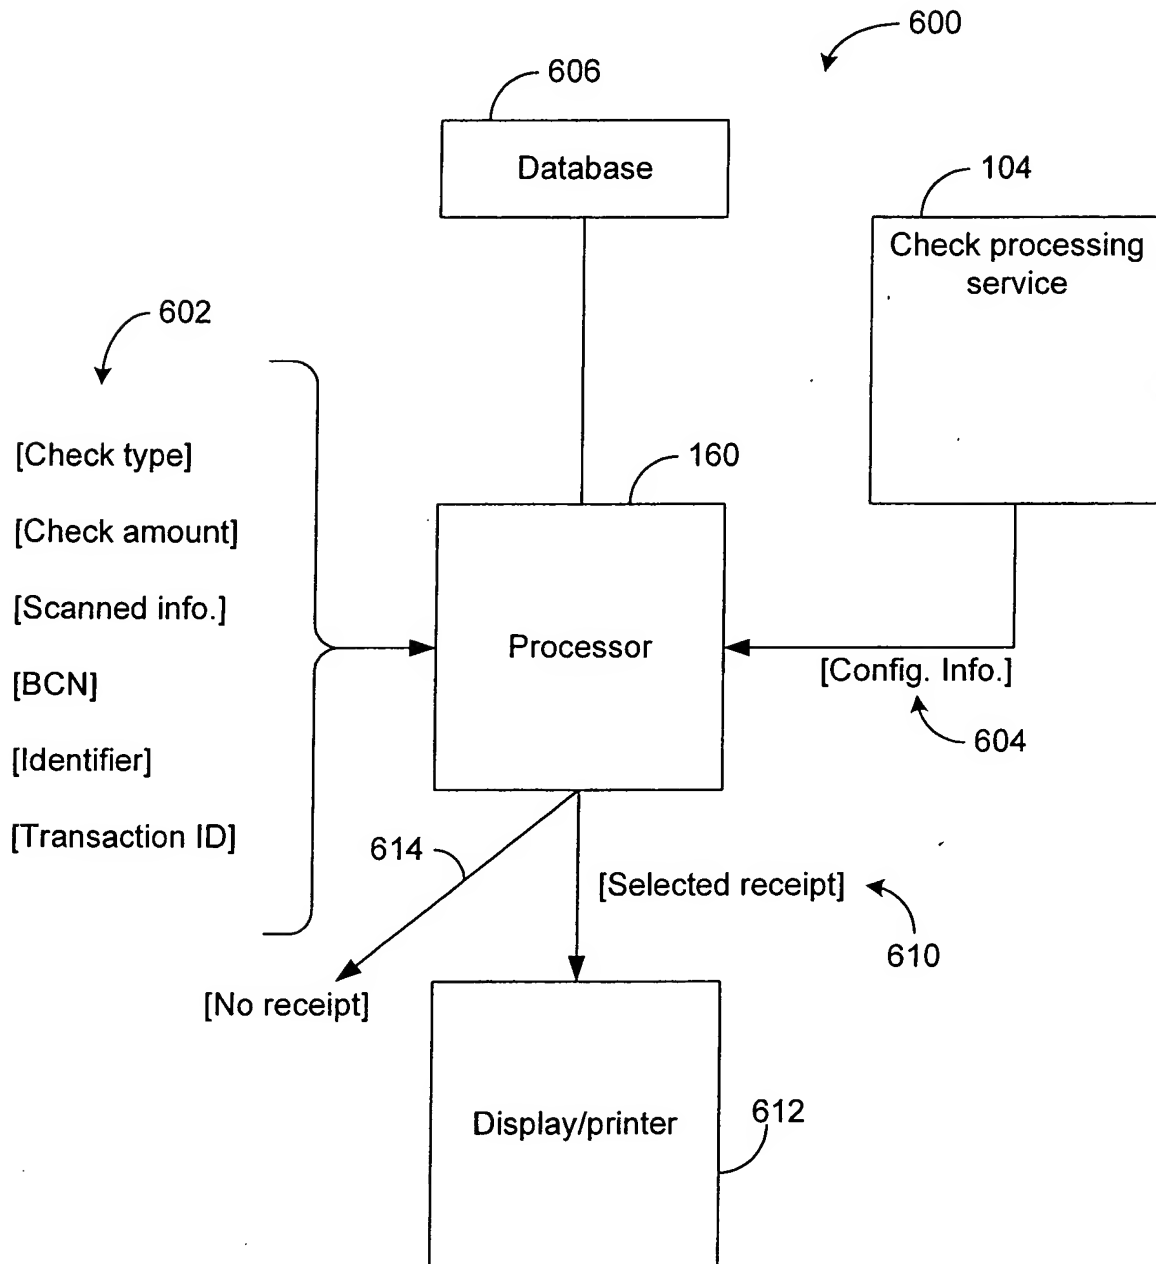 600
606
Database
104
Check processing
service
602
[Check type]
[Check amount]
[Scanned info.]
[BCN]
[Identifier]
[Transaction ID]
160
Processor
[Config. Info.]
604
614
[Selected receipt]
610
[No receipt]
Display/printer
612